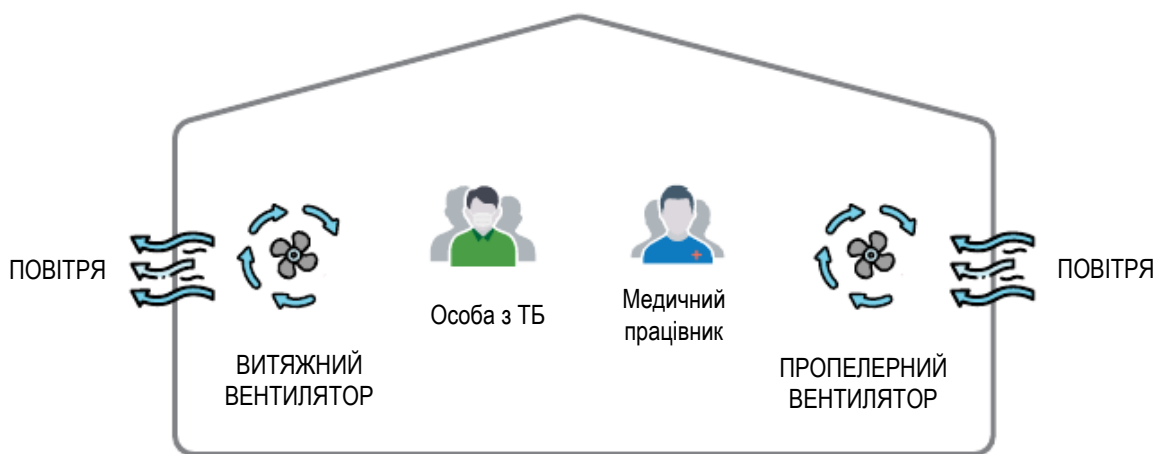 ПОВІТРЯ
ПОВІТРЯ
Особа з ТБ
Медичний
працівник
ВИТЯЖНИЙ
ВЕНТИЛЯТОР
ПРОПЕЛЕРНИЙ
ВЕНТИЛЯТОР